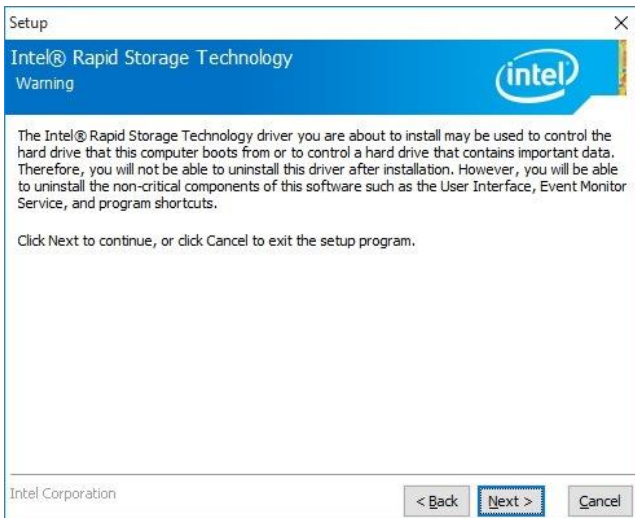 Setup
Intel® Rapid Storage Technology
Warning
intel
The Intel® Rapid Storage Technology driver you are about to install may be used to control the
hard drive that this computer boots from or to control a hard drive that contains important data.
Therefore, you will not be able to uninstall this driver after installation. However, you will be able
to uninstall the non-critical components of this software such as the User Interface, Event Monitor
Service, and program shortcuts.
Click Next to continue, or click Cancel to exit the setup program.
Intel Corporation
< Back Next > Cancel